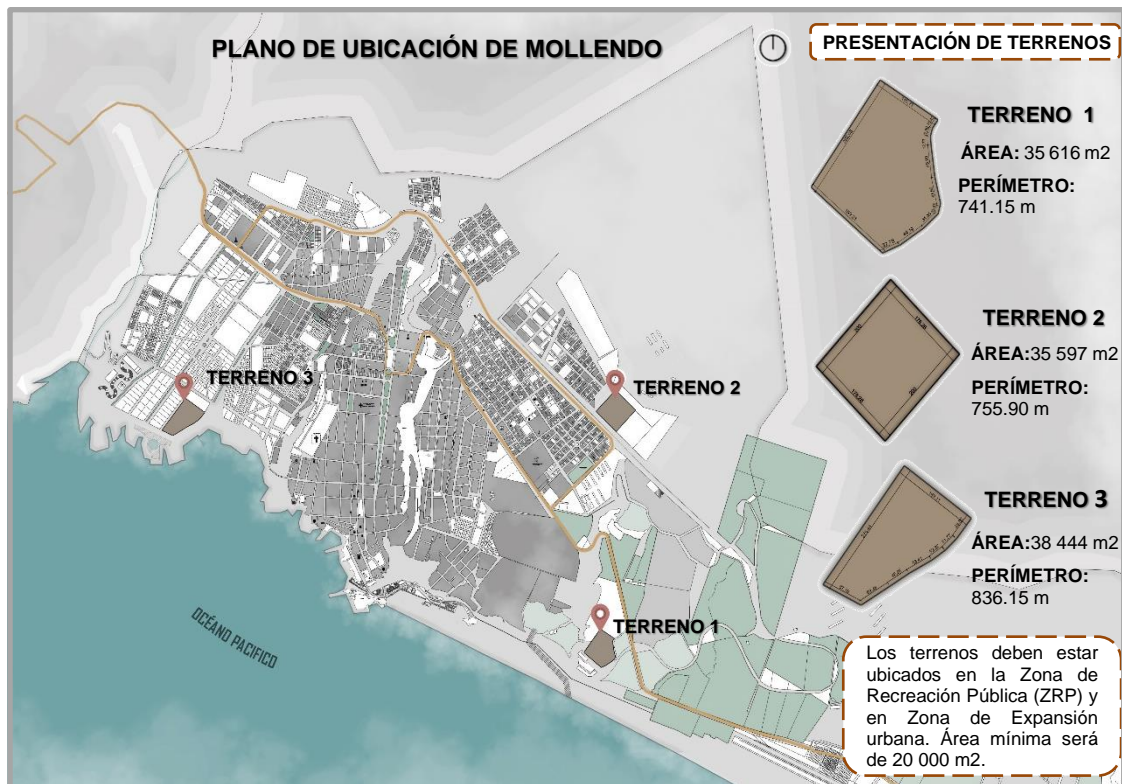 PLANO DE UBICACIÓN DE MOLLENDO
PRESENTACIÓN DE TERRENOS
TERRENO 1
ÁREA: 35 616 m2
PERÍMETRO:
741.15 m
TERRENO 2
ÁREA:35 597 m2
PERÍMETRO:
755.90 m
TERRENO 3
ÁREA:38 444 m2
PERÍMETRO:
836.15 m
TERRENO 3
TERRENO 2
TERRENO 1
OCÉANO PACIFICO
Los terrenos deben estar
ubicados en la Zona de
Recreación Pública (ZRP) y
en Zona de Expansión
urbana. Área mínima será
de 20 000 m2.